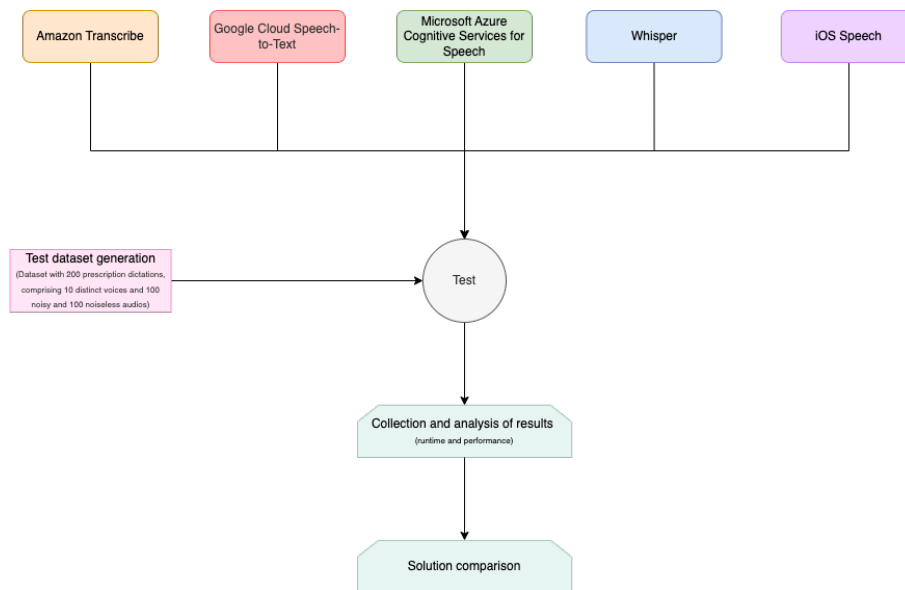 Amazon Transcribe
Google Cloud Speech-
to-Text
Microsoft Azure
Cognitive Services for
Speech
Whisper
iOS Speech
Test dataset generation
(Dataset with 200 prescription dictations,
comprising 10 distinct voices and 100
noisy and 100 noiseless audios)
Test
Collection and analysis of results
(runtime and performance)
Solution comparison